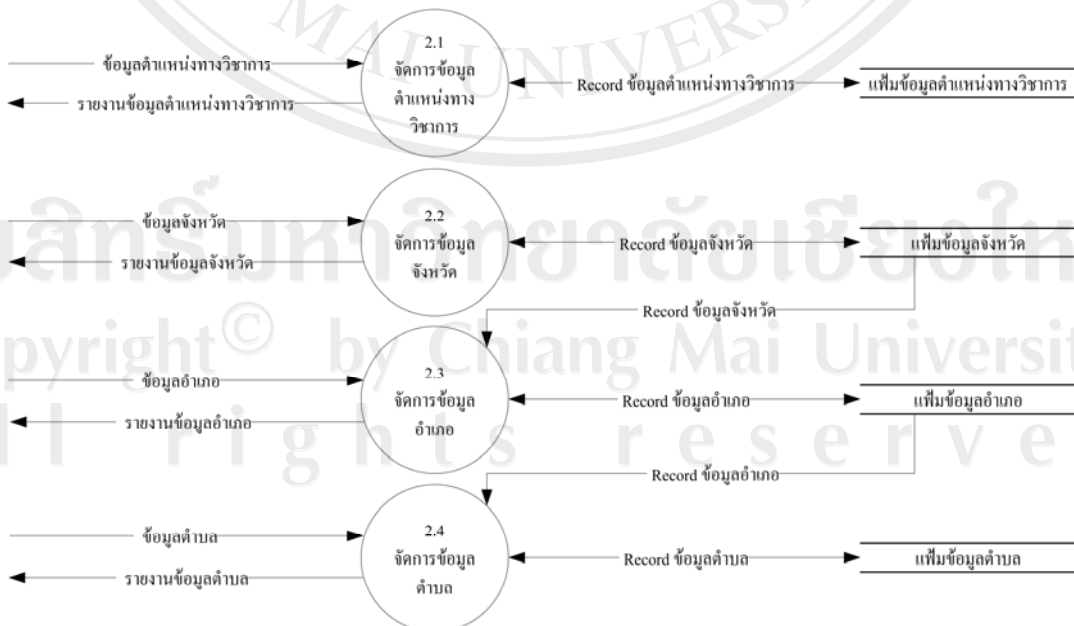 MAI UNIVERS
ข้อมูลตำแหน่งทางวิชาการ
รายงานข้อมูลตำแหน่งทางวิชาการ
2.1
จัดการข้อมูล
ตำแหน่งทาง
วิชาการ
Record ข้อมูลตำแหน่งทางวิชาการ
แฟ้มข้อมูลตำแหน่งทางวิชาการ
ข้อมูลจังหวัด
รายงานข้อมูลจังหวัด
2.2
จัดการข้อมูล
จังหวัด
Record ข้อมูลจังหวัด
แฟ้มข้อมูลจังหวัด
Record ข้อมูลจังหวัด
ข้อมูลอำเภอ
รายงานข้อมูลอำเภอ
2.3
จัดการข้อมูล
อำเภอ
Record ข้อมูลอำเภอ
แฟ้มข้อมูลอำเภอ
Record ข้อมูลอำเภอ
ข้อมูลตำบล
รายงานข้อมูลตำบล
2.4
จัดการข้อมูล
ตำบล
Record ข้อมูลตำบล
แฟ้มข้อมูลตำบล
opyright© by Chiang Mai Universit
ll rights reserve